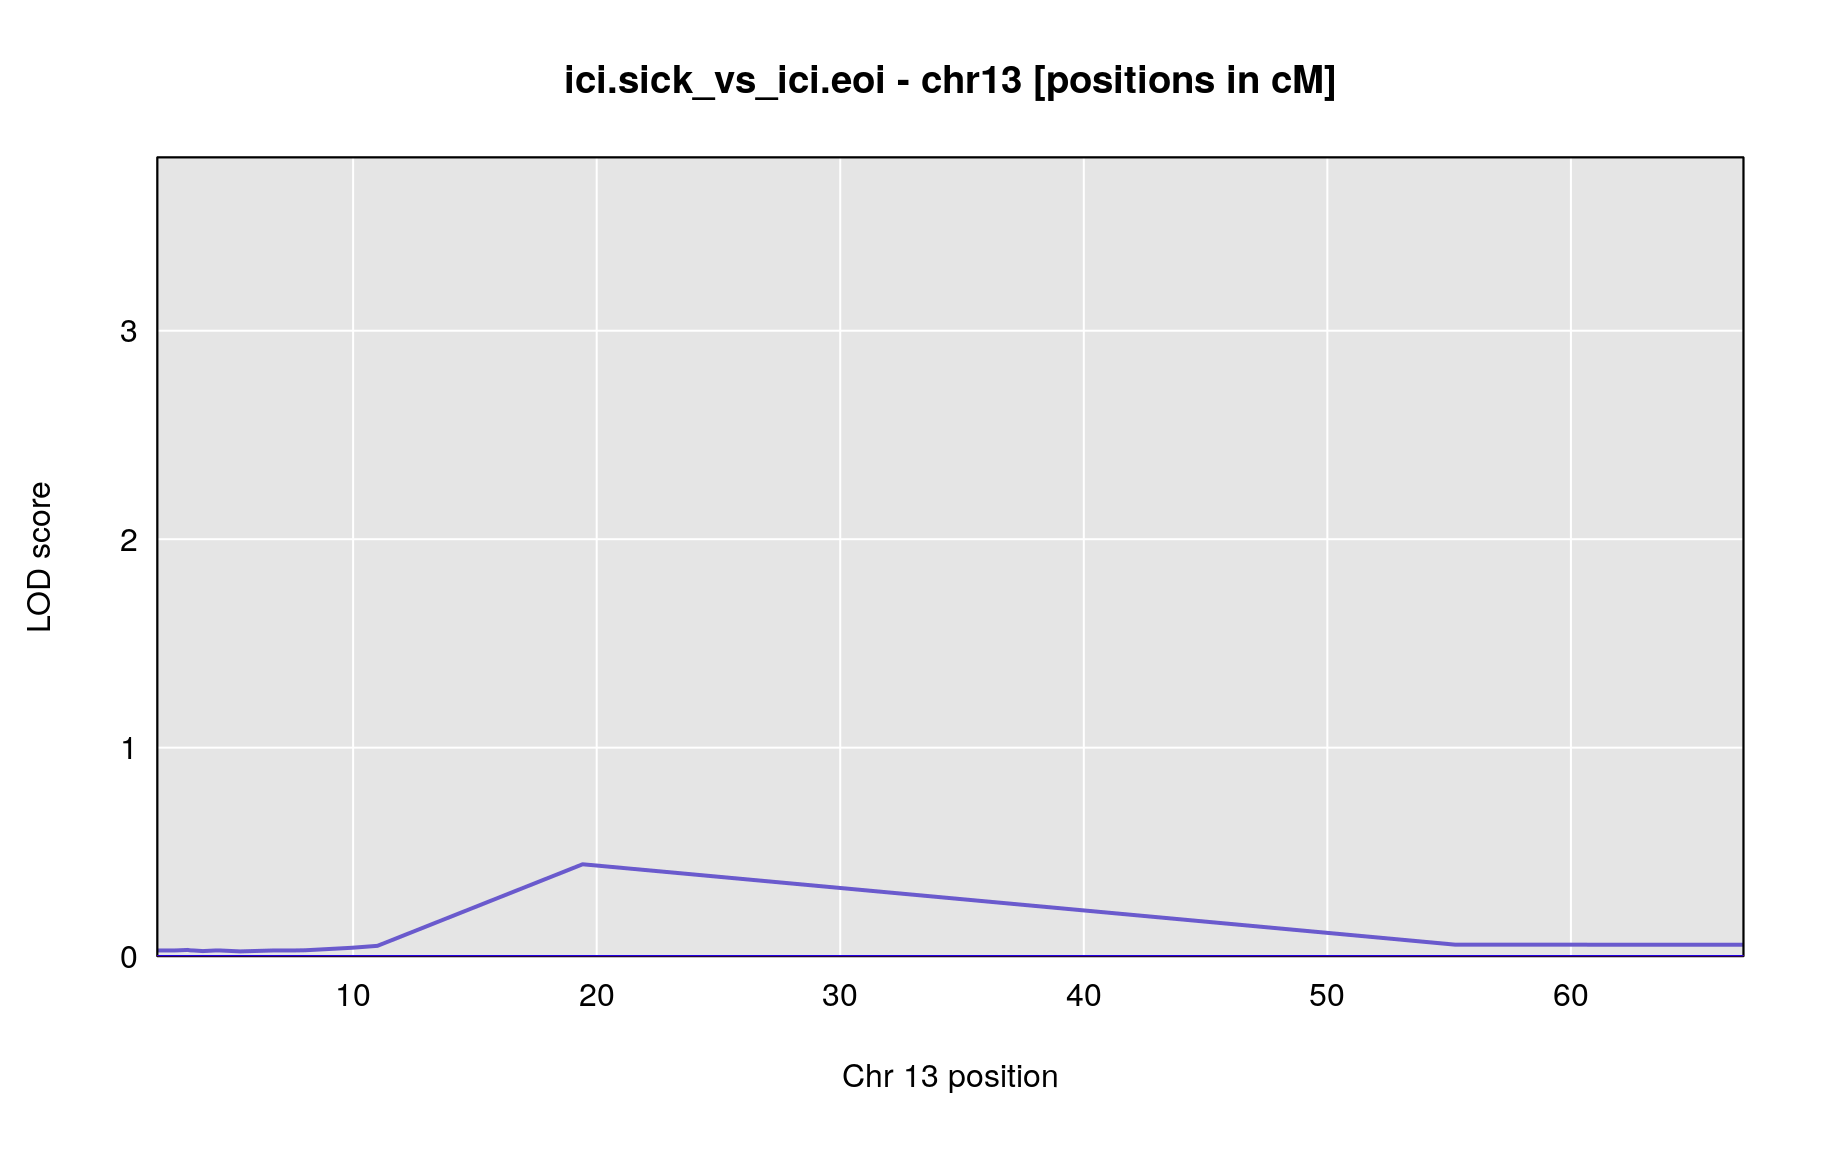 ici.sick_vs_ici.eoi - chr13 [positions in cM]
3
2
1
0
LOD score
10 20 30 40 50 60
Chr 13 position